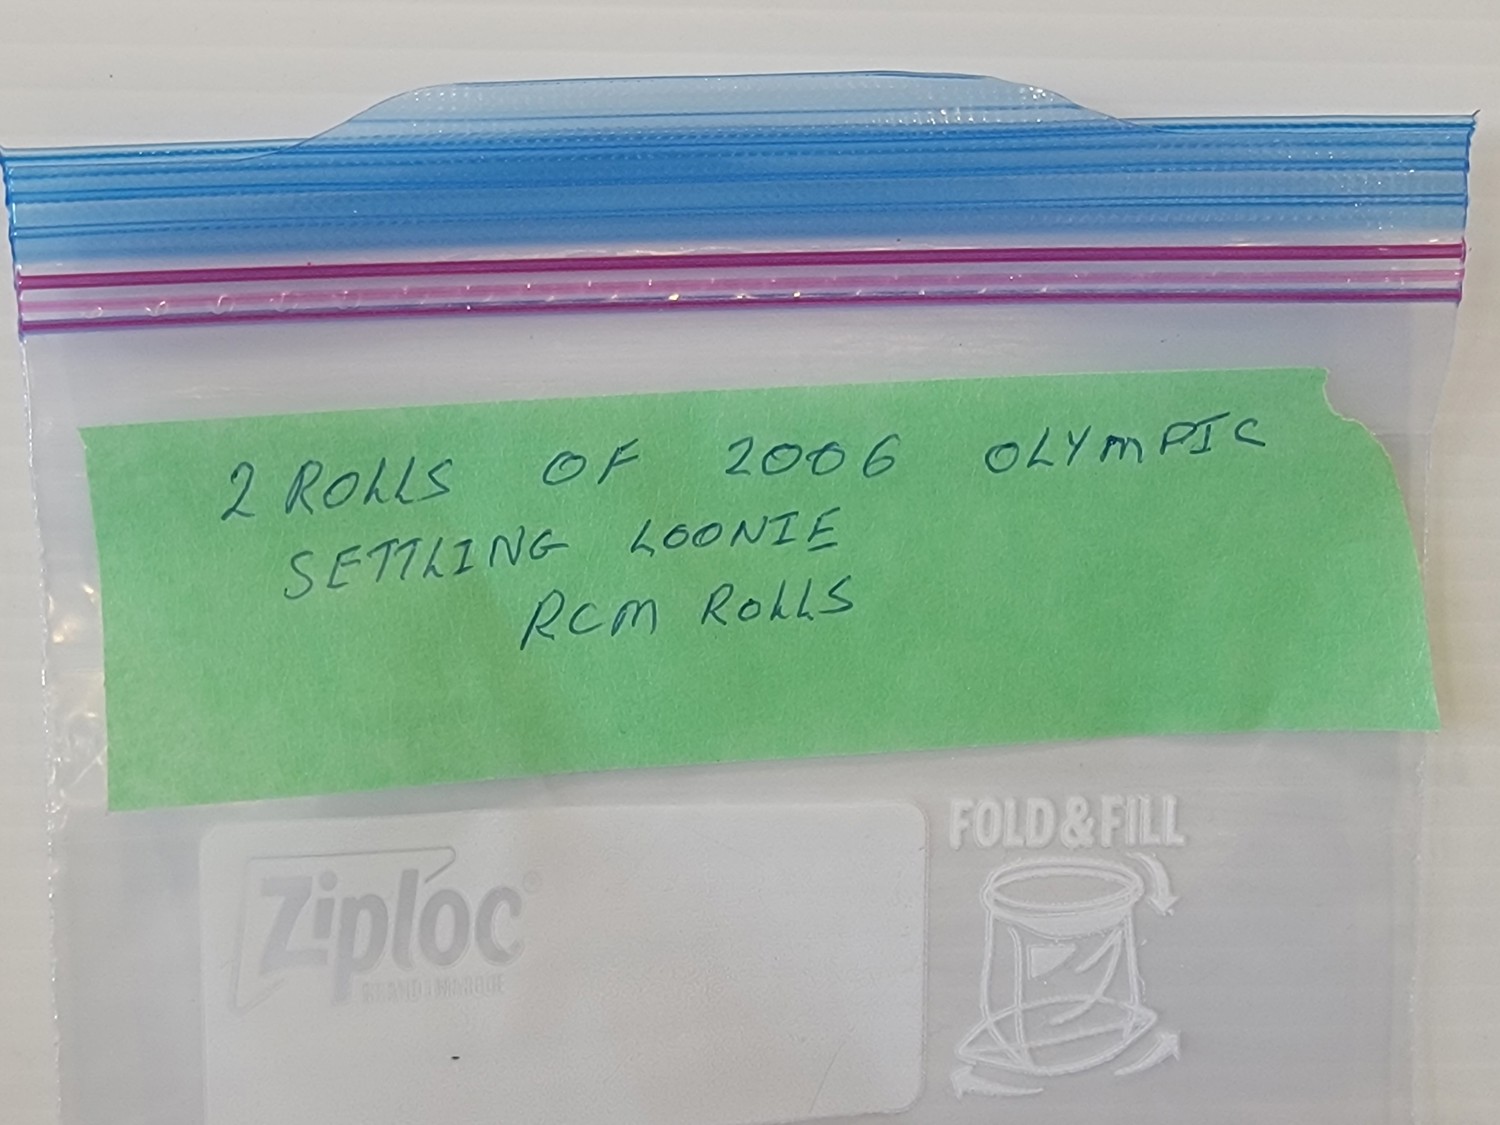 2 ROLLS OF 2006 OLYMPIC
SETTLING LOONIE
RCM ROLLS
FOLD & FILL
Ziploc®